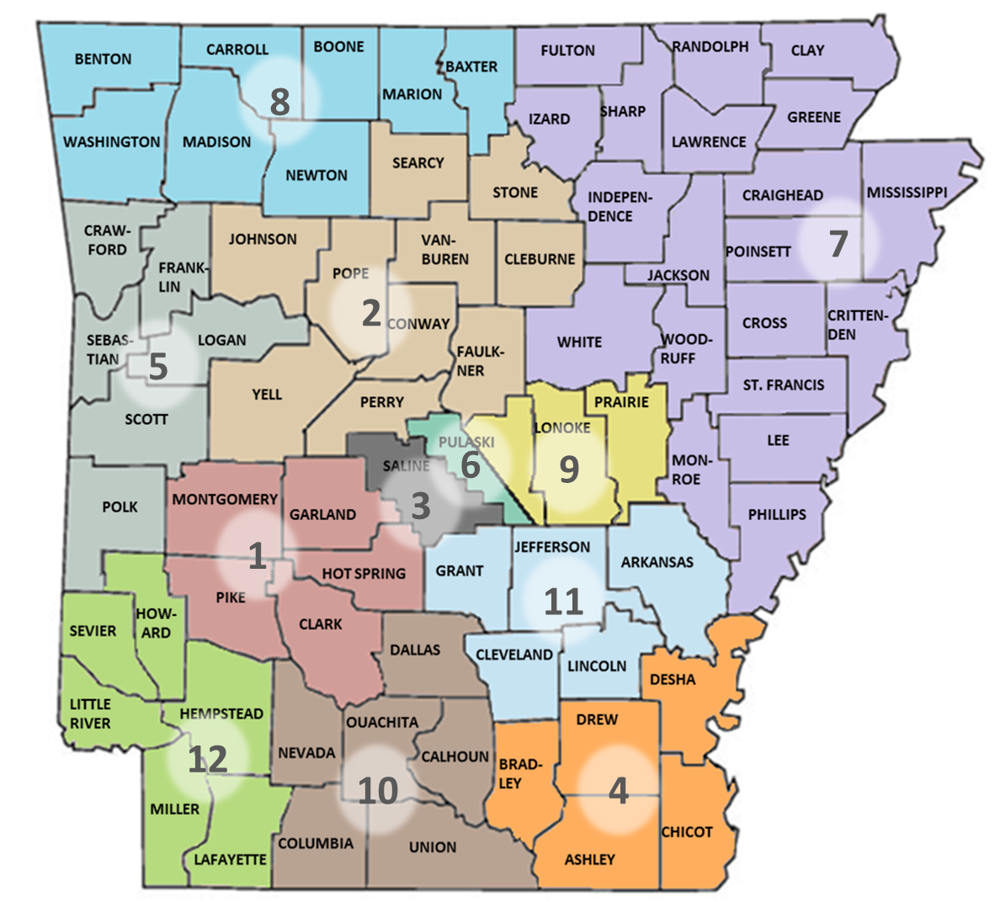 BENTON
CARROLL
BOONE
MARION
BAXTER
FULTON
RANDOLPH
CLAY
8
IZARD
SHARP
LAWRENCE
GREENE
WASHINGTON
MADISON
NEWTON
SEARCY
STONE
INDEPEN-
DENCE
CRAIGHEAD
MISSISSIPPI
CRAW-
FORD
FRANK-
LIN
JOHNSON
POPE
VAN-
BUREN
CLEBURNE
JACKSON
POINSETT
7
2
CONWAY
SEBAS-
TIAN
LOGAN
5
FAULK-
NER
WHITE
WOOD-
RUFF
CROSS
CRITTEN-
DEN
SCOTT
YELL
PERRY
PRAIRIE
ST. FRANCIS
PULASKI
6
LONOKE
9
LEE
SALINE
3
MON-
ROE
POLK
MONTGOMERY
GARLAND
PHILLIPS
1
HOT SPRING
GRANT
JEFFERSON
ARKANSAS
11
PIKE
CLARK
SEVIER
HOW-
ARD
DALLAS
CLEVELAND
LINCOLN
DESHA
LITTLE
RIVER
HEMPSTEAD
12
NEVADA
OUACHITA
CALHOUN
10
BRAD-
LEY
DREW
4
MILLER
LAFAYETTE
COLUMBIA
UNION
ASHLEY
CHICOT